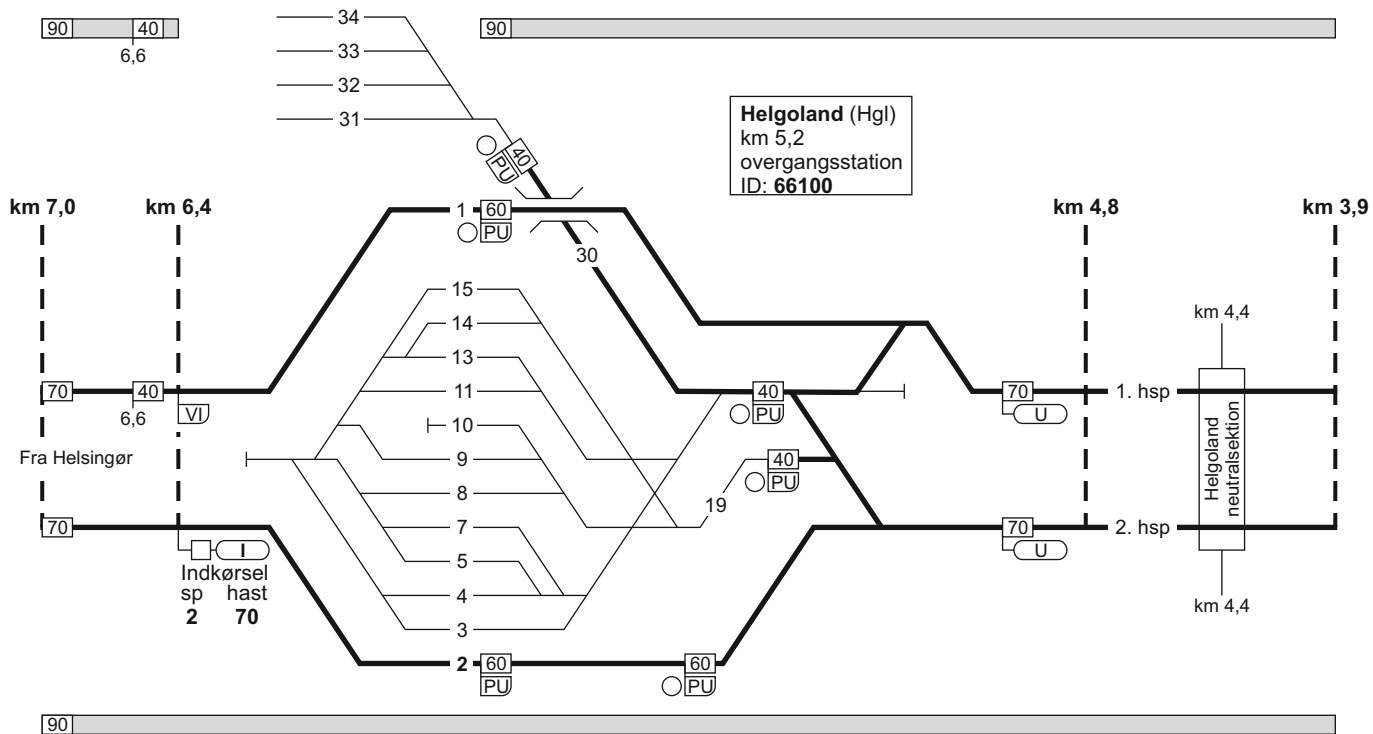 34
90
40
90
6,6
33
32
31
Helgoland (Hgl)
km 5,2
overgangsstation
ID: 66100
40
PU
km 7,0
km 6,4
1
60
km 4,8
km 3,9
PU
30
15
14
km 4,4
13
70
40
11
40
70
1. hsp
6,6
VI
PU
U
10
Fra Helsingør
9
40
Helgoland
neutralsektion
8
PU
19
70
7
70
2. hsp
I
5
U
Indkørsel
sp hast
2 70
4
km 4,4
3
2
60
60
PU
PU
90